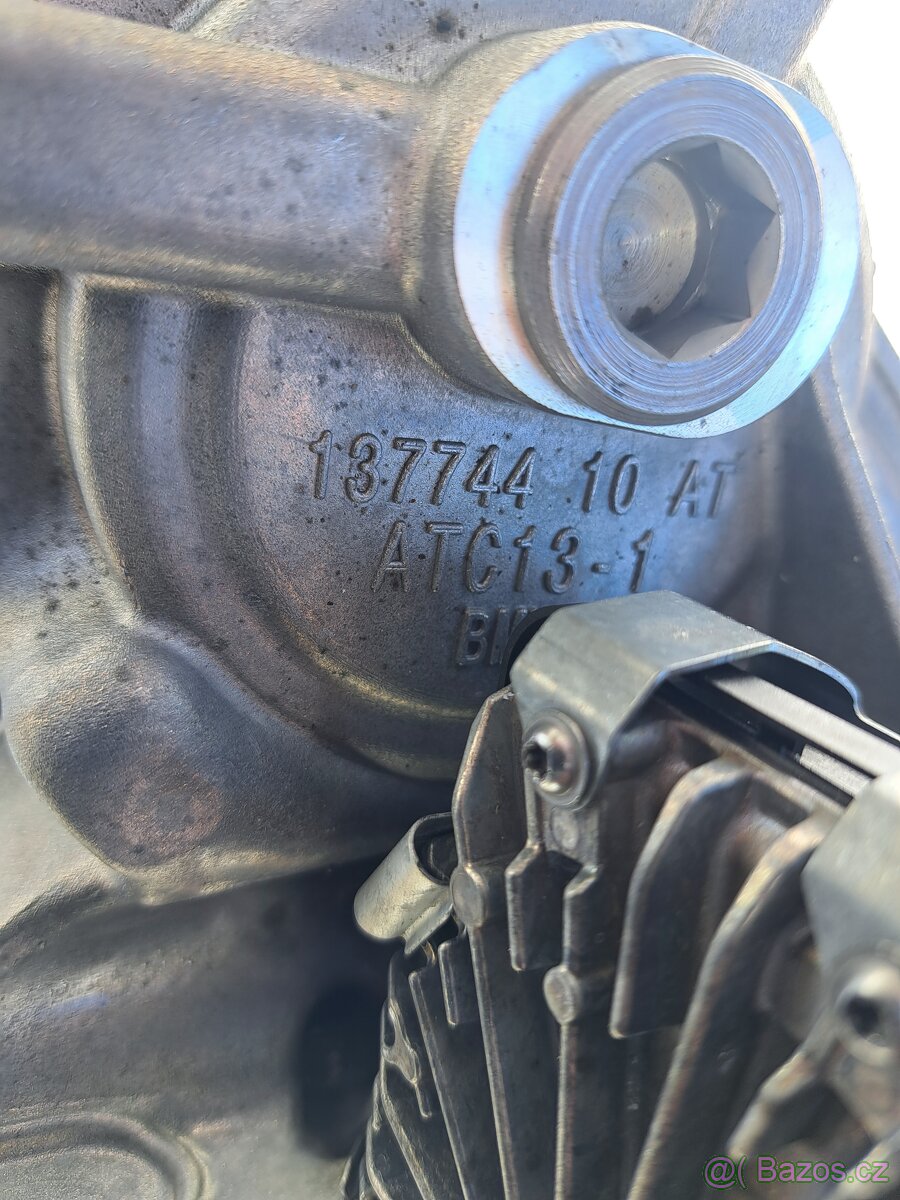 137744 10 AT
ATC13-1
@( Bazos.cz